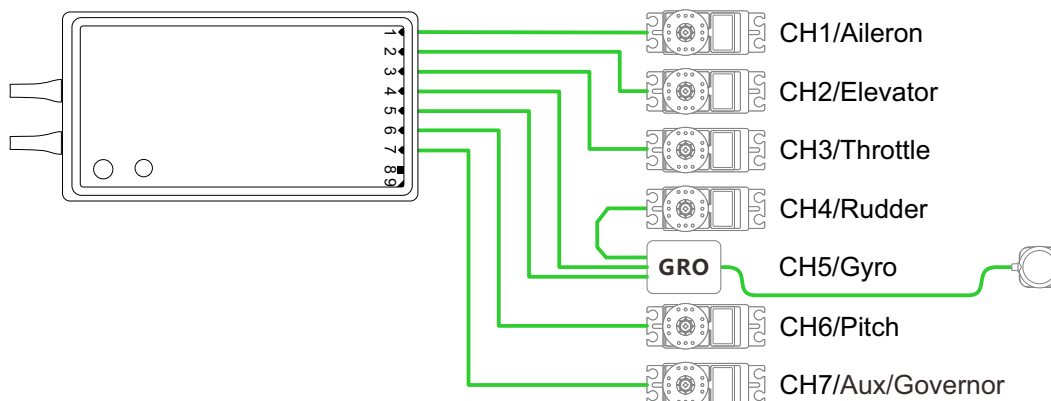 1
2
3
4
5
6
7
8
9
CH1/Aileron
CH2/Elevator
CH3/Throttle
CH4/Rudder
GRO
CH5/Gyro
CH6/Pitch
CH7/Aux/Governor